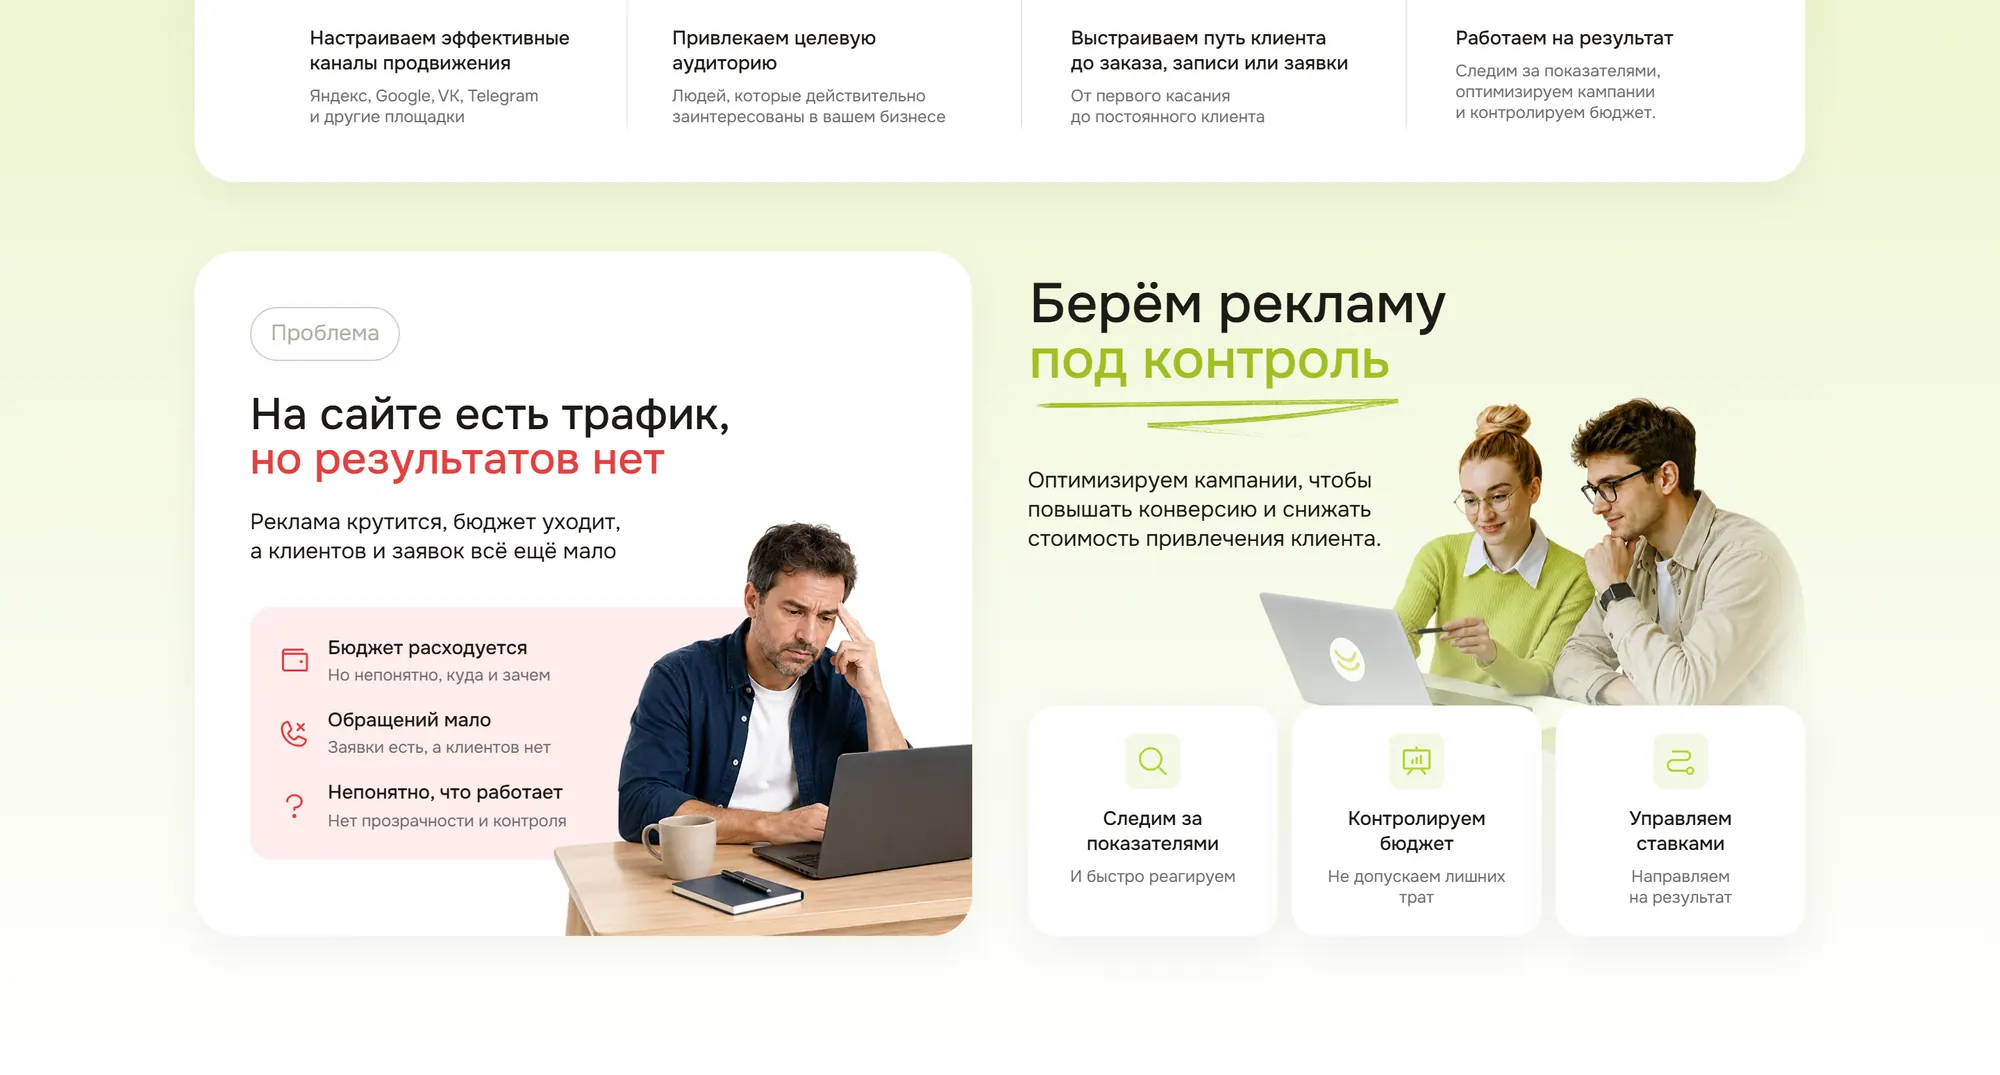 Настраиваем эффективные
каналы продвижения
Яндекс, Google, VK, Telegram
и другие площадки
Привлекаем целевую
аудиторию
Людей, которые действительно
заинтересованы в вашем бизнесе
Выстраиваем путь клиента
до заказа, записи или заявки
От первого касания
до постоянного клиента
Работаем на результат
Следим за показателями,
оптимизируем кампании
и контролируем бюджет.
Проблема
На сайте есть трафик,
но результатов нет
Реклама крутится, бюджет уходит,
а клиентов и заявок всё ещё мало
Бюджет расходуется
Но непонятно, куда и зачем
Обращений мало
Заявки есть, а клиентов нет
Непонятно, что работает
Нет прозрачности и контроля
Берём рекламу
под контроль
Оптимизируем кампании, чтобы
повышать конверсию и снижать
стоимость привлечения клиента.
Следим за
показателями
И быстро реагируем
Контролируем
бюджет
Не допускаем лишних
трат
Управляем
ставками
Направляем
на результат